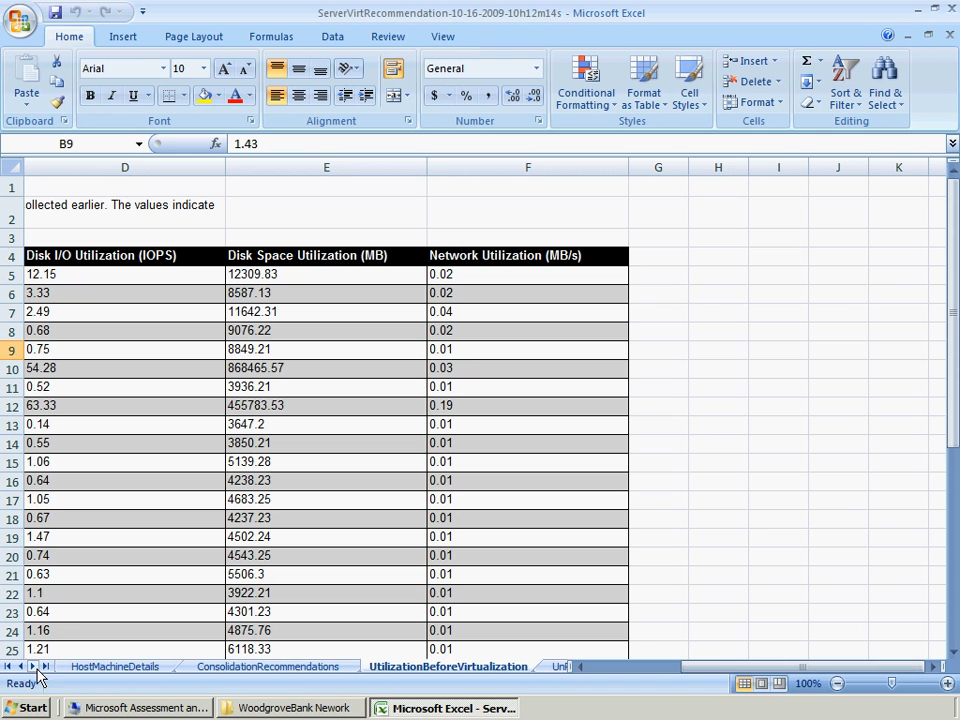 ServerVirtRecommendation-10-16-2009-10h12m14s - Microsoft Excel
Home Insert Page Layout Formulas Data Review View
Arial 10 A A General Σ
Paste B I U A $ % , .0 .00 .00 .0
Conditional Formatting Format as Table Cell Styles
Insert Delete Format
Sort & Filter Find & Select
Clipboard Font Alignment Number Styles Cells Editing
B9 fx 1.43
D E F G H I J K
1
2 ollected earlier. The values indicate
3
4 Disk I/O Utilization (IOPS) Disk Space Utilization (MB) Network Utilization (MB/s)
5 12.15 12309.83 0.02
6 3.33 8587.13 0.02
7 2.49 11642.31 0.04
8 0.68 9076.22 0.02
9 0.75 8849.21 0.01
10 54.28 868465.57 0.03
11 0.52 3936.21 0.01
12 63.33 455783.53 0.19
13 0.14 3647.2 0.01
14 0.55 3850.21 0.01
15 1.06 5139.28 0.01
16 0.64 4238.23 0.01
17 1.05 4683.25 0.01
18 0.67 4237.23 0.01
19 1.47 4502.24 0.01
20 0.74 4543.25 0.01
21 0.63 5506.3 0.01
22 1.1 3922.21 0.01
23 0.64 4301.23 0.01
24 1.16 4875.76 0.01
25 1.21 6118.33 0.01
HostMachineDetails ConsolidationRecommendations UtilizationBeforeVirtualization
Ready 100%
Start Microsoft Assessment an... WoodgroveBank Nework Microsoft Excel - Serv...